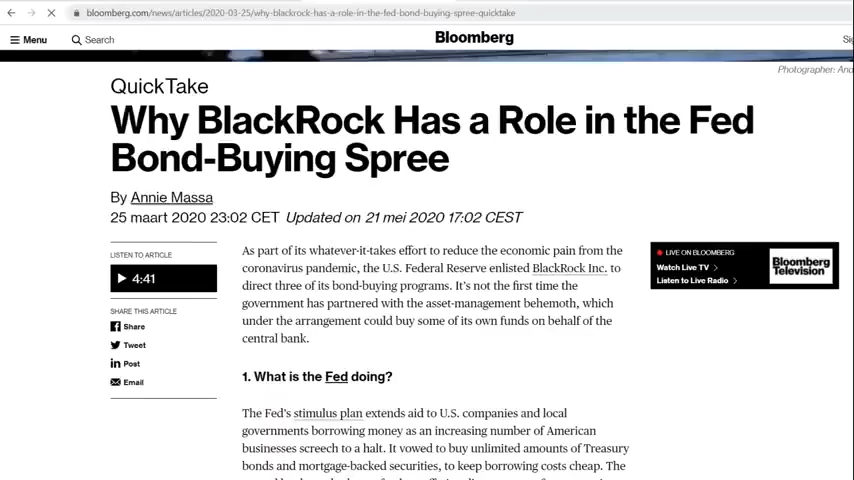 bloomberg.com/news/articles/2020-03-25/why-blackrock-has-a-role-in-the-fed-bond-buying-spree-quicktake
Menu
Search
Bloomberg
Photographer: And
QuickTake
Why BlackRock Has a Role in the Fed
Bond-Buying Spree
By Annie Massa
25 maart 2020 23:02 CET Updated on 21 mei 2020 17:02 CEST
LISTEN TO ARTICLE
4:41
SHARE THIS ARTICLE
Share
Tweet
Post
Email
As part of its whatever-it-takes effort to reduce the economic pain from the
coronavirus pandemic, the U.S. Federal Reserve enlisted BlackRock Inc. to
direct three of its bond-buying programs. It's not the first time the
government has partnered with the asset-management behemoth, which
under the arrangement could buy some of its own funds on behalf of the
central bank.
1. What is the Fed doing?
The Fed's stimulus plan extends aid to U.S. companies and local
governments borrowing money as an increasing number of American
businesses screech to a halt. It vowed to buy unlimited amounts of Treasury
bonds and mortgage-backed securities, to keep borrowing costs cheap. The
LIVE ON BLOOMBERG
Watch Live TV
Listen to Live Radio
Bloomberg
Television